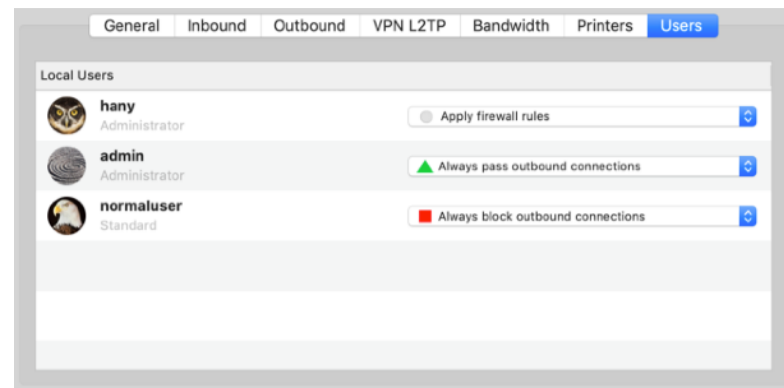 General Inbound Outbound VPN L2TP Bandwidth Printers Users
Local Users
hany
Administrator
Apply firewall rules
admin
Administrator
Always pass outbound connections
normaluser
Standard
Always block outbound connections